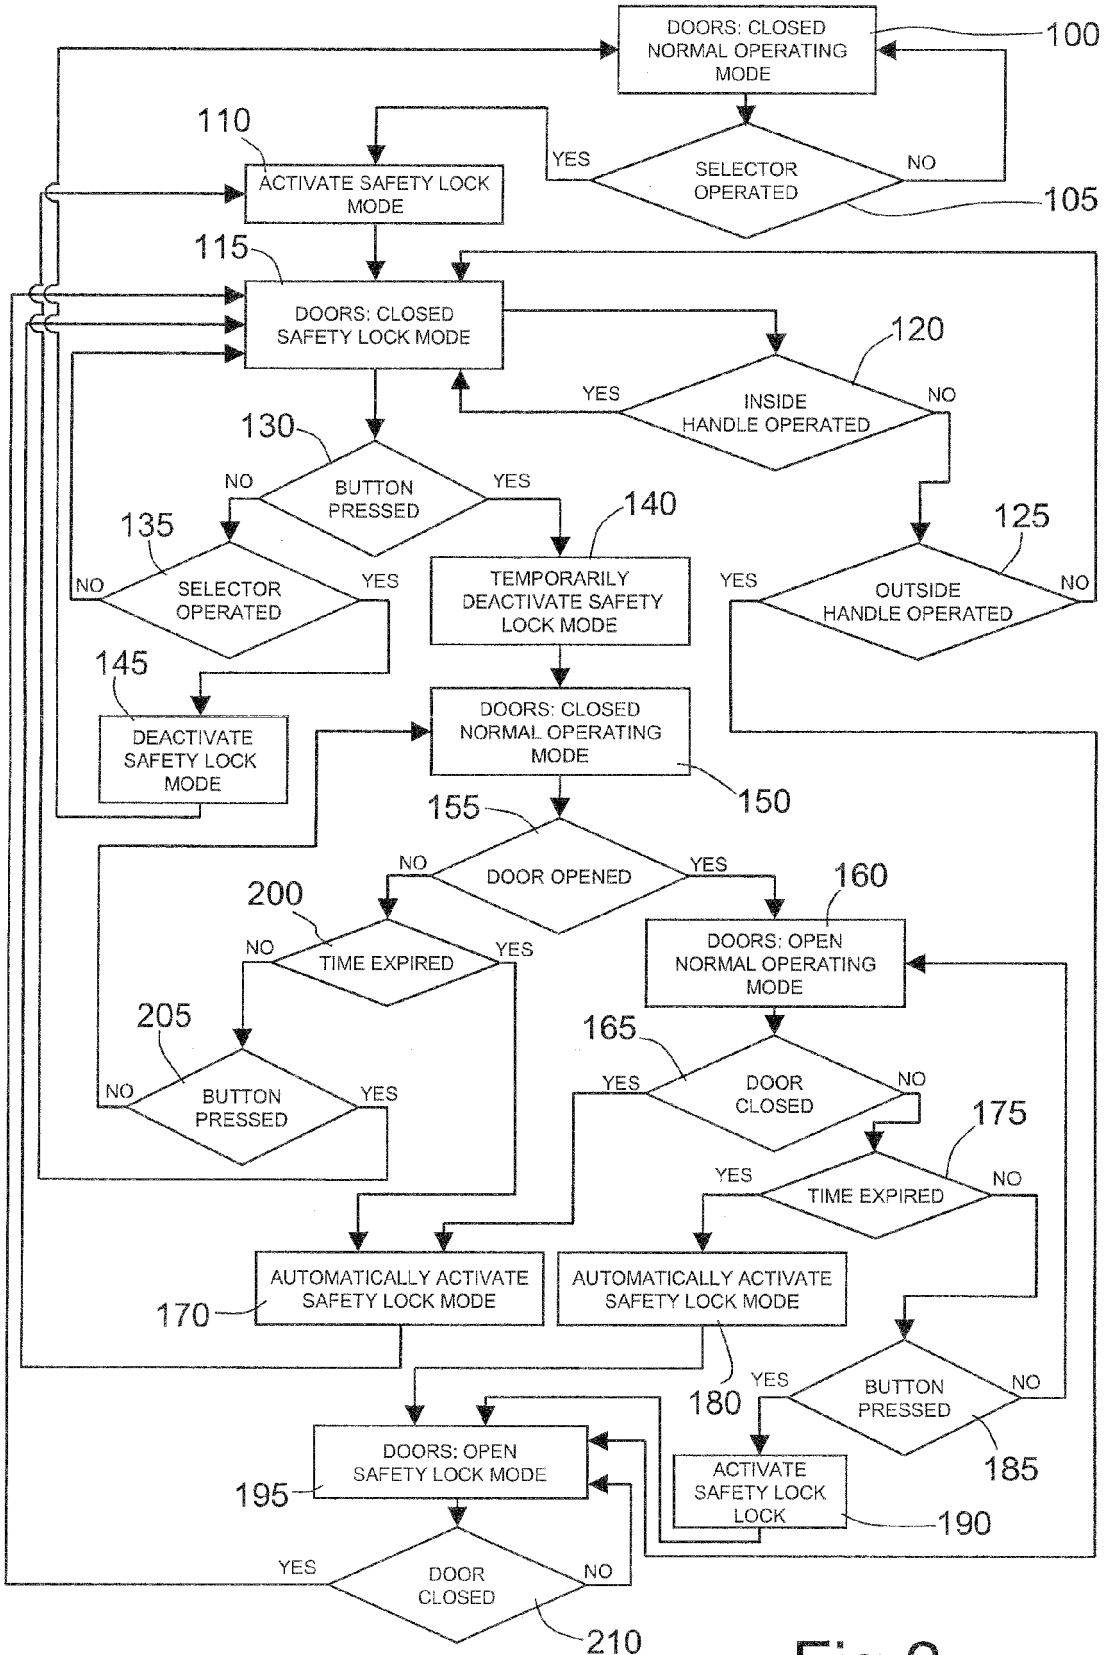 DOORS: CLOSED
NORMAL OPERATING
MODE
100
110
YES
SELECTOR
OPERATED
NO
ACTIVATE SAFETY LOCK
MODE
105
115
DOORS: CLOSED
SAFETY LOCK MODE
120
YES
INSIDE
HANDLE OPERATED
NO
130
NO
BUTTON
PRESSED
YES
140
125
135
NO
SELECTOR
OPERATED
YES
TEMPORARILY
DEACTIVATE SAFETY
LOCK MODE
YES
OUTSIDE
HANDLE OPERATED
NO
145
DEACTIVATE
SAFETY LOCK
MODE
DOORS: CLOSED
NORMAL OPERATING
MODE
150
155
NO
DOOR OPENED
YES
160
200
DOORS: OPEN
NORMAL OPERATING
MODE
NO
TIME EXPIRED
YES
205
165
NO
BUTTON
PRESSED
YES
YES
DOOR
CLOSED
NO
175
YES
TIME EXPIRED
NO
AUTOMATICALLY ACTIVATE
SAFETY LOCK MODE
170
AUTOMATICALLY ACTIVATE
SAFETY LOCK MODE
180
YES
BUTTON
PRESSED
NO
185
DOORS: OPEN
SAFETY LOCK MODE
195
ACTIVATE
SAFETY LOCK
LOCK
190
YES
DOOR
CLOSED
NO
210